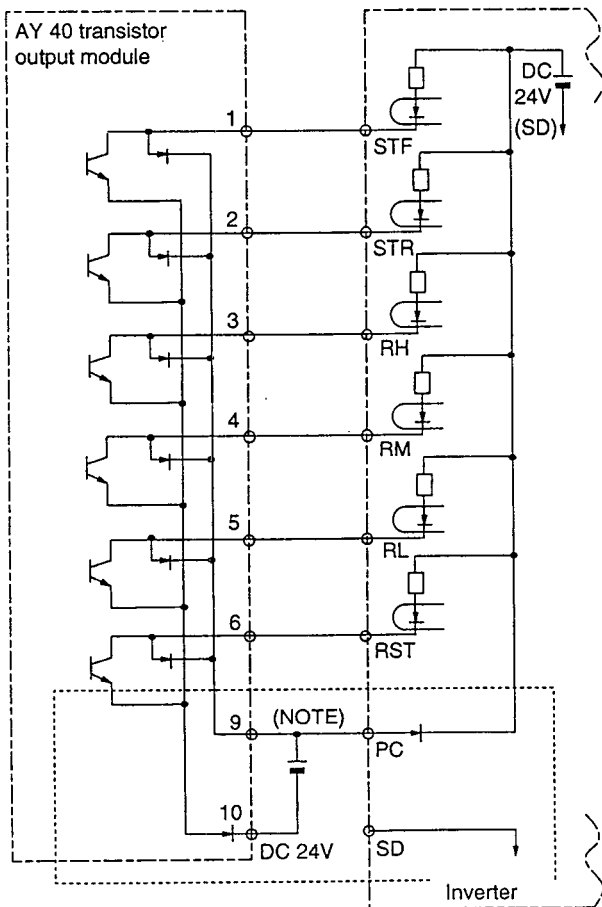 AY 40 transistor
output module
DC
24V
(SD)
1
STF
2
STR
3
RH
4
RM
5
RL
6
RST
9
(NOTE)
PC
10
DC 24V
SD
Inverter